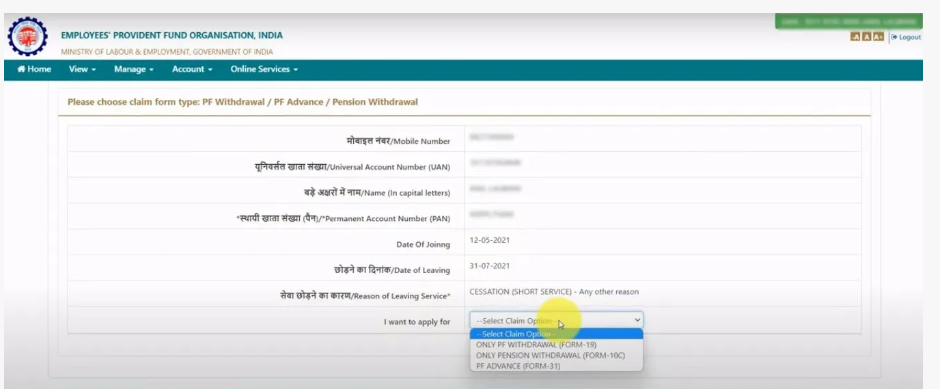 EMPLOYEES' PROVIDENT FUND ORGANISATION, INDIA
MINISTRY OF LABOUR & EMPLOYMENT, GOVERNMENT OF INDIA
-A A A+ Logout
Home View Manage Account Online Services
Please choose claim form type: PF Withdrawal / PF Advance / Pension Withdrawal
मोबाइल नंबर/Mobile Number
यूनिवर्सल खाता संख्या/Universal Account Number (UAN)
बड़े अक्षरों में नाम/Name (In capital letters)
*स्थायी खाता संख्या (पैन)/*Permanent Account Number (PAN)
Date Of Joinng 12-05-2021
छोड़ने का दिनांक/Date of Leaving 31-07-2021
सेवा छोड़ने का कारण/Reason of Leaving Service* CESSATION (SHORT SERVICE) - Any other reason
I want to apply for --Select Claim Option--
--Select Claim Option--
ONLY PF WITHDRAWAL (FORM-19)
ONLY PENSION WITHDRAWAL (FORM-10C)
PF ADVANCE (FORM-31)